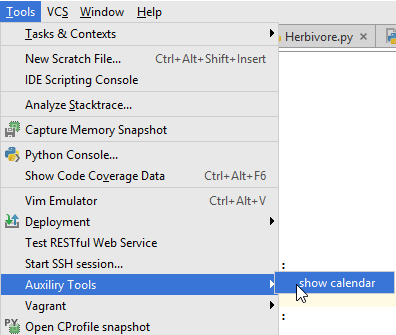 Tools VCS Window Help
Tasks & Contexts
Herbivore.py
New Scratch File... Ctrl+Alt+Shift+Insert
IDE Scripting Console
Analyze Stacktrace...
Capture Memory Snapshot
Python Console...
Show Code Coverage Data Ctrl+Alt+F6
Vim Emulator Ctrl+Alt+V
Deployment
Test RESTful Web Service
Start SSH session...
:
Auxiliry Tools
show calendar
Vagrant
:
Open CProfile snapshot